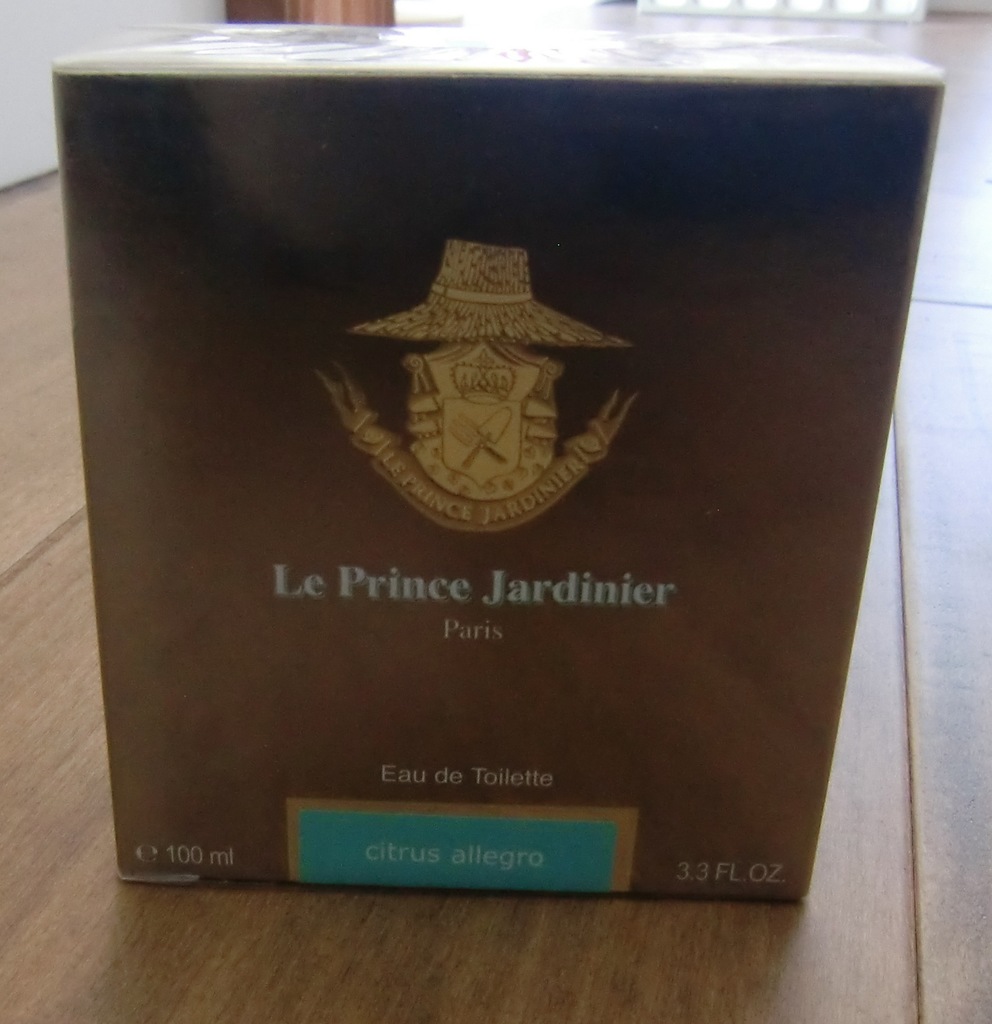 LE PRINCE JARDINIER
Le Prince Jardinier
Paris
Eau de Toilette
citrus allegro
℮ 100 ml
3.3 FL.OZ.